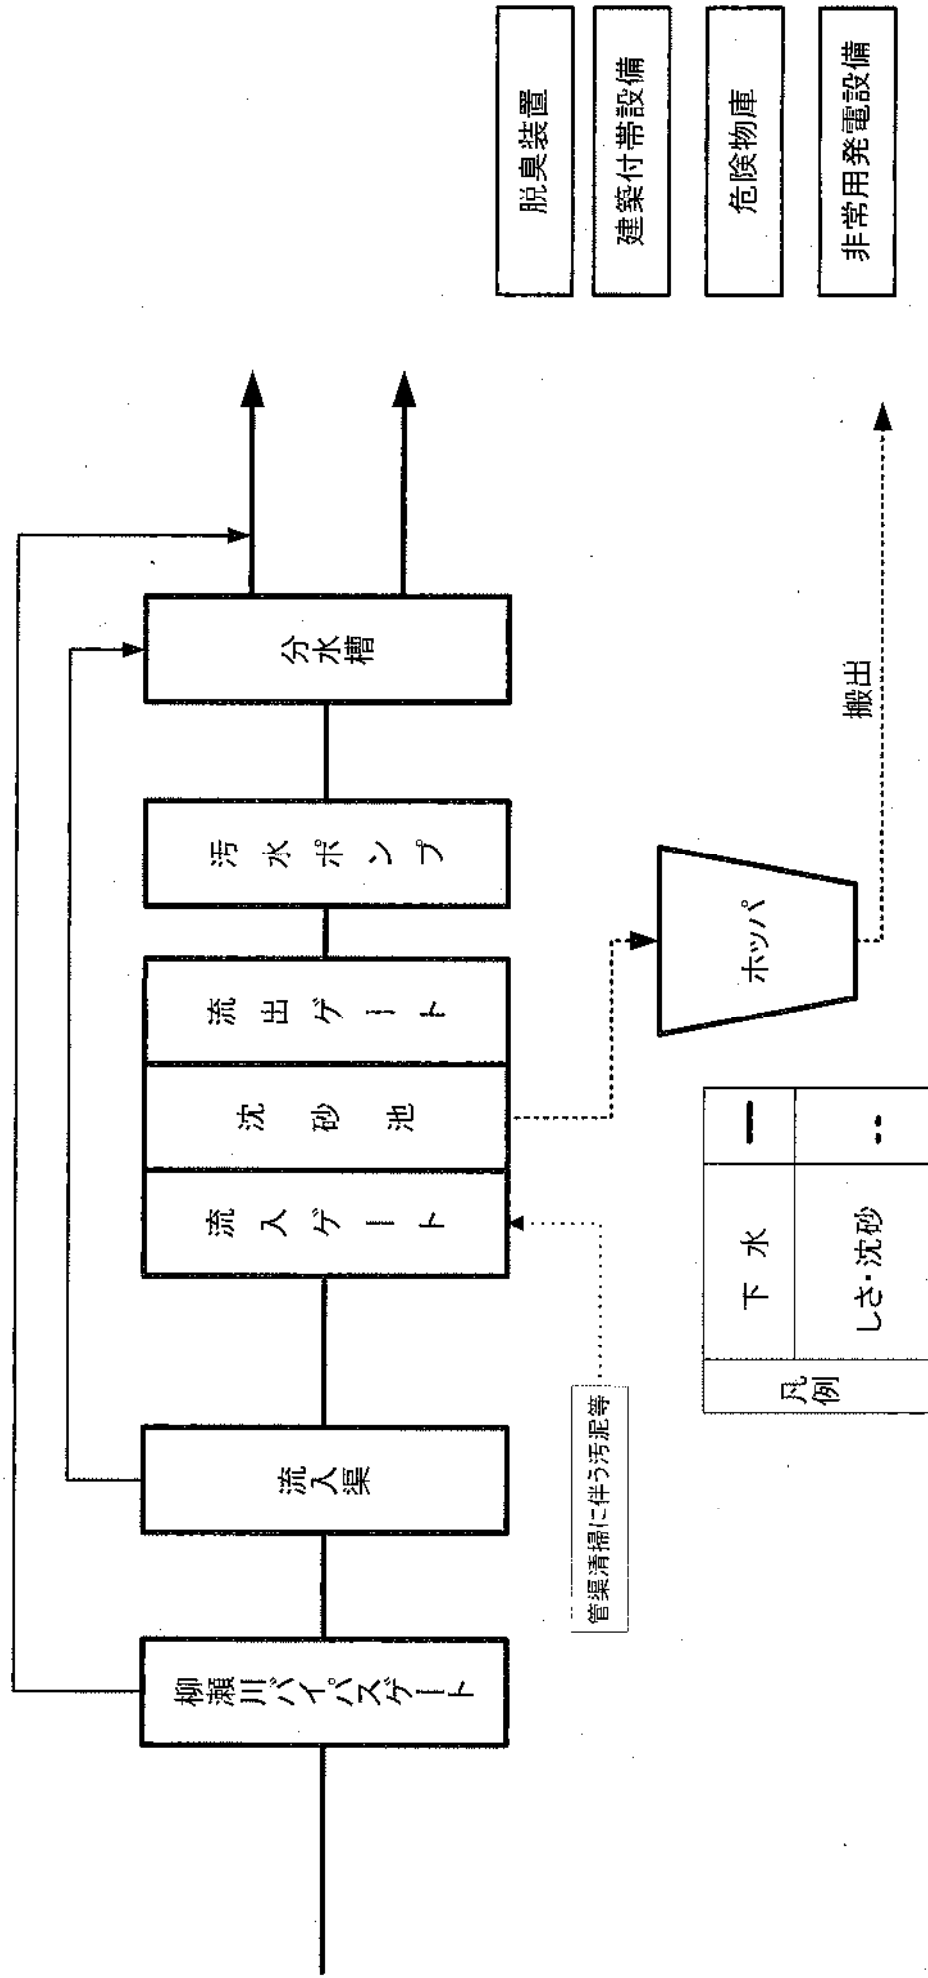 柳瀬川バイパスゲート
流入渠
流入ゲート
沈砂池
流出ゲート
汚水ポンプ
分水槽
管渠清掃に伴う汚泥等
ホッパ
搬出
脱臭装置
建築付帯設備
危険物庫
非常用発電設備
凡例
下水
しさ・沈砂